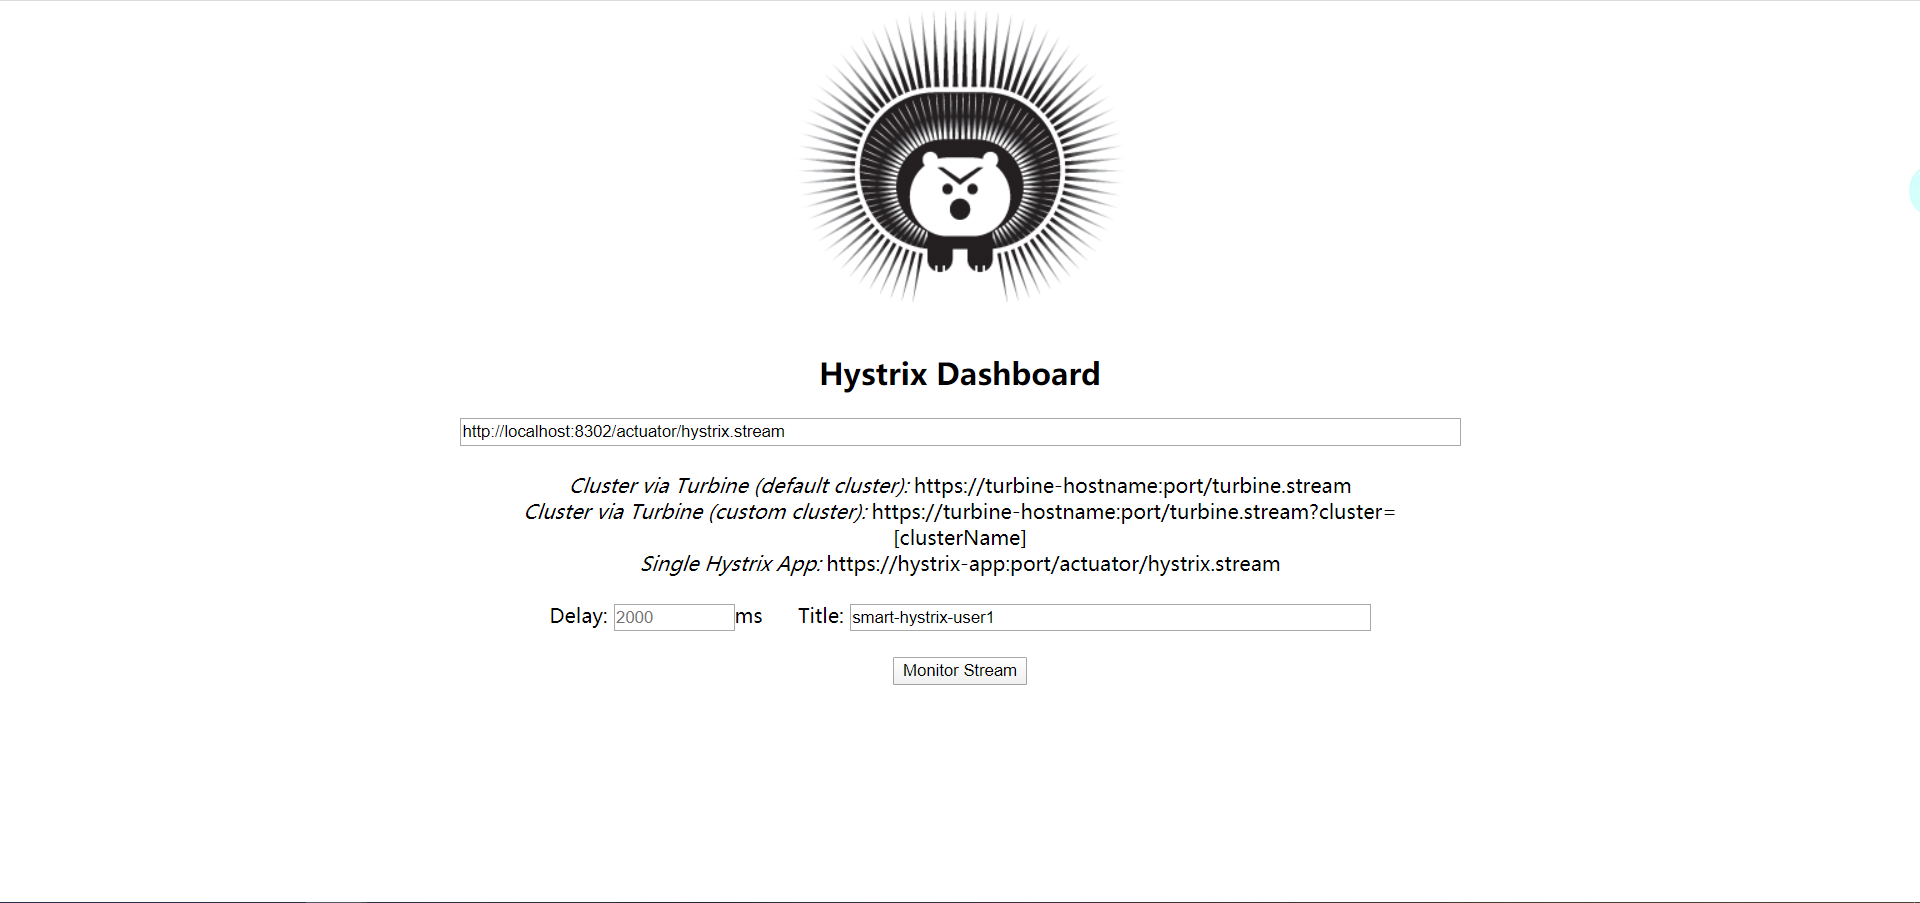 Hystrix Dashboard
http://localhost:8302/actuator/hystrix.stream
Cluster via Turbine (default cluster): https://turbine-hostname:port/turbine.stream
Cluster via Turbine (custom cluster): https://turbine-hostname:port/turbine.stream?cluster=
[clusterName]
Single Hystrix App: https://hystrix-app:port/actuator/hystrix.stream
Delay: 2000 ms Title: smart-hystrix-user1
Monitor Stream